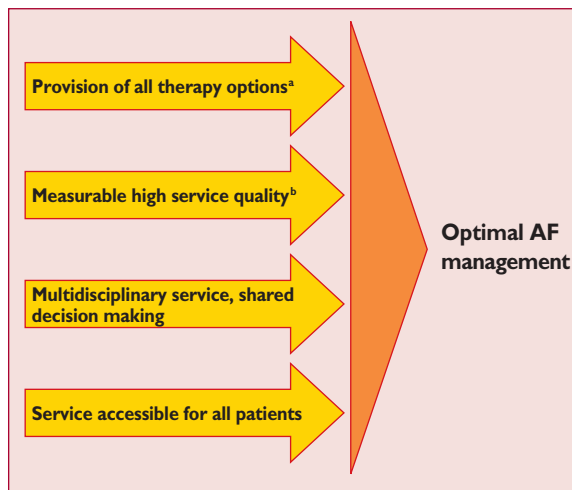 Provision of all therapy optionsᵃ
Measurable high service qualityᵇ
Multidisciplinary service, shared
decision making
Service accessible for all patients
Optimal AF
management